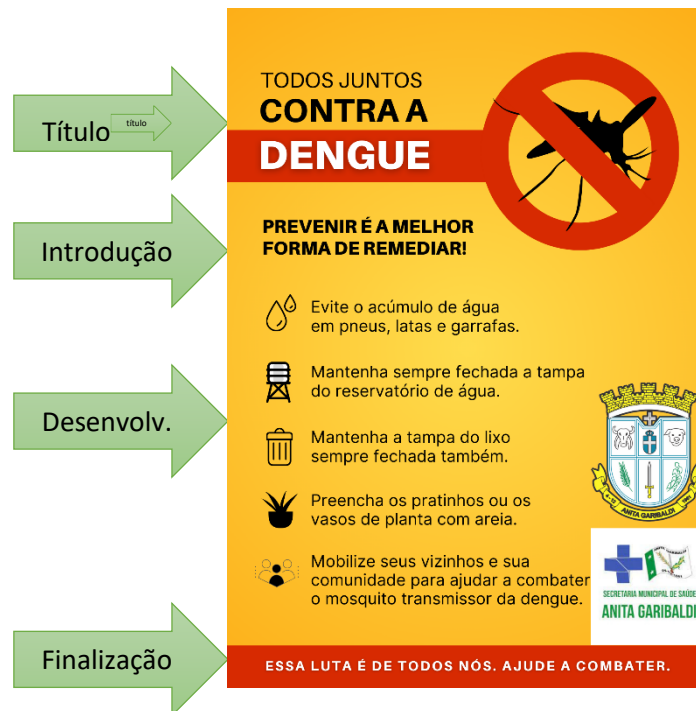 Título
título
TODOS JUNTOS
CONTRA A
DENGUE
Introdução
PREVENIR É A MELHOR
FORMA DE REMEDIAR!
Desenvolv.
Evite o acúmulo de água
em pneus, latas e garrafas.
Mantenha sempre fechada a tampa
do reservatório de água.
Mantenha a tampa do lixo
sempre fechada também.
Preencha os pratinhos ou os
vasos de planta com areia.
Mobilize seus vizinhos e sua
comunidade para ajudar a combater
o mosquito transmissor da dengue.
ANITA GARIBALDI
SECRETARIA MUNICIPAL DE SAÚDE
ANITA GARIBALDI
Finalização
ESSA LUTA É DE TODOS NÓS. AJUDE A COMBATER.